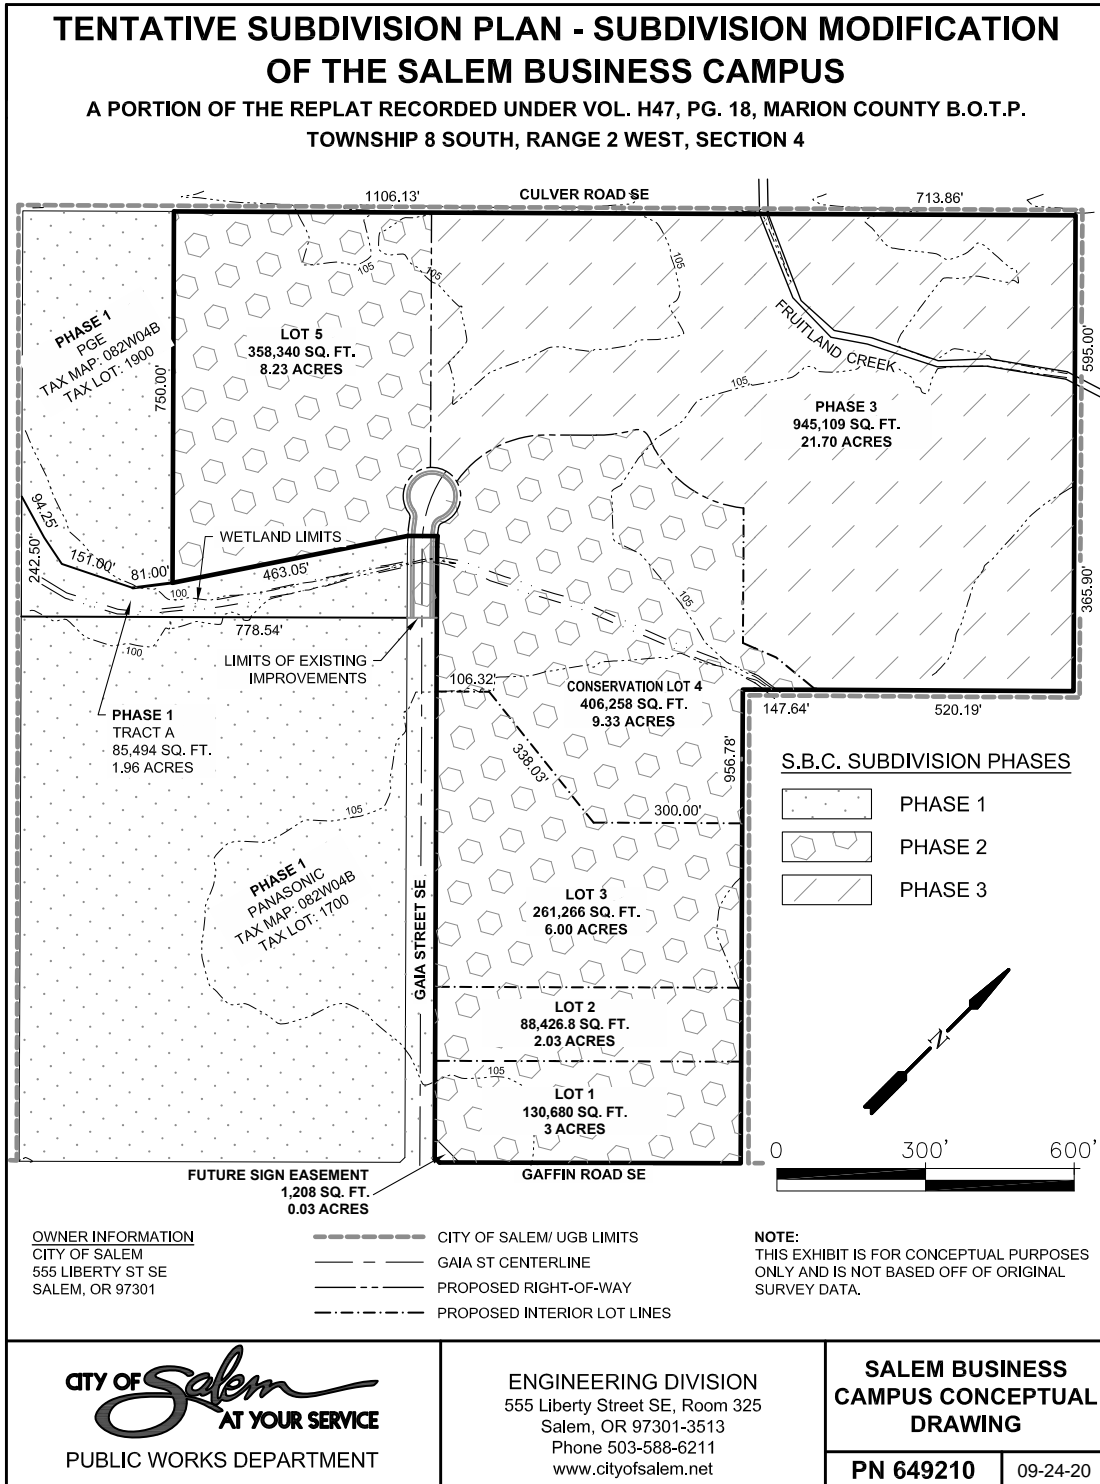 TENTATIVE SUBDIVISION PLAN - SUBDIVISION MODIFICATION
OF THE SALEM BUSINESS CAMPUS
A PORTION OF THE REPLAT RECORDED UNDER VOL. H47, PG. 18, MARION COUNTY B.O.T.P.
TOWNSHIP 8 SOUTH, RANGE 2 WEST, SECTION 4
1106.13'
CULVER ROAD SE
713.86'
105
105
105
PHASE 1
PGE
TAX MAP: 082W04B
TAX LOT: 1900
750.00'
LOT 5
358,340 SQ. FT.
8.23 ACRES
FRUITLAND CREEK
595.00'
105
PHASE 3
945,109 SQ. FT.
21.70 ACRES
94.25'
242.50'
151.00'
81.00'
WETLAND LIMITS
463.05'
100
100
778.54'
105
365.90'
LIMITS OF EXISTING
IMPROVEMENTS
106.32'
CONSERVATION LOT 4
406,258 SQ. FT.
9.33 ACRES
147.64'
520.19'
PHASE 1
TRACT A
85,494 SQ. FT.
1.96 ACRES
338.03'
956.78'
300.00'
S.B.C. SUBDIVISION PHASES
PHASE 1
PHASE 2
PHASE 3
105
PHASE 1
PANASONIC
TAX MAP: 082W04B
TAX LOT: 1700
GAIA STREET SE
LOT 3
261,266 SQ. FT.
6.00 ACRES
LOT 2
88,426.8 SQ. FT.
2.03 ACRES
105
LOT 1
130,680 SQ. FT.
3 ACRES
N
0 300' 600'
FUTURE SIGN EASEMENT
1,208 SQ. FT.
0.03 ACRES
GAFFIN ROAD SE
OWNER INFORMATION
CITY OF SALEM
555 LIBERTY ST SE
SALEM, OR 97301
CITY OF SALEM/ UGB LIMITS
GAIA ST CENTERLINE
PROPOSED RIGHT-OF-WAY
PROPOSED INTERIOR LOT LINES
NOTE:
THIS EXHIBIT IS FOR CONCEPTUAL PURPOSES
ONLY AND IS NOT BASED OFF OF ORIGINAL
SURVEY DATA.
CITY OF Salem
AT YOUR SERVICE
PUBLIC WORKS DEPARTMENT
ENGINEERING DIVISION
555 Liberty Street SE, Room 325
Salem, OR 97301-3513
Phone 503-588-6211
www.cityofsalem.net
SALEM BUSINESS
CAMPUS CONCEPTUAL
DRAWING
PN 649210
09-24-20